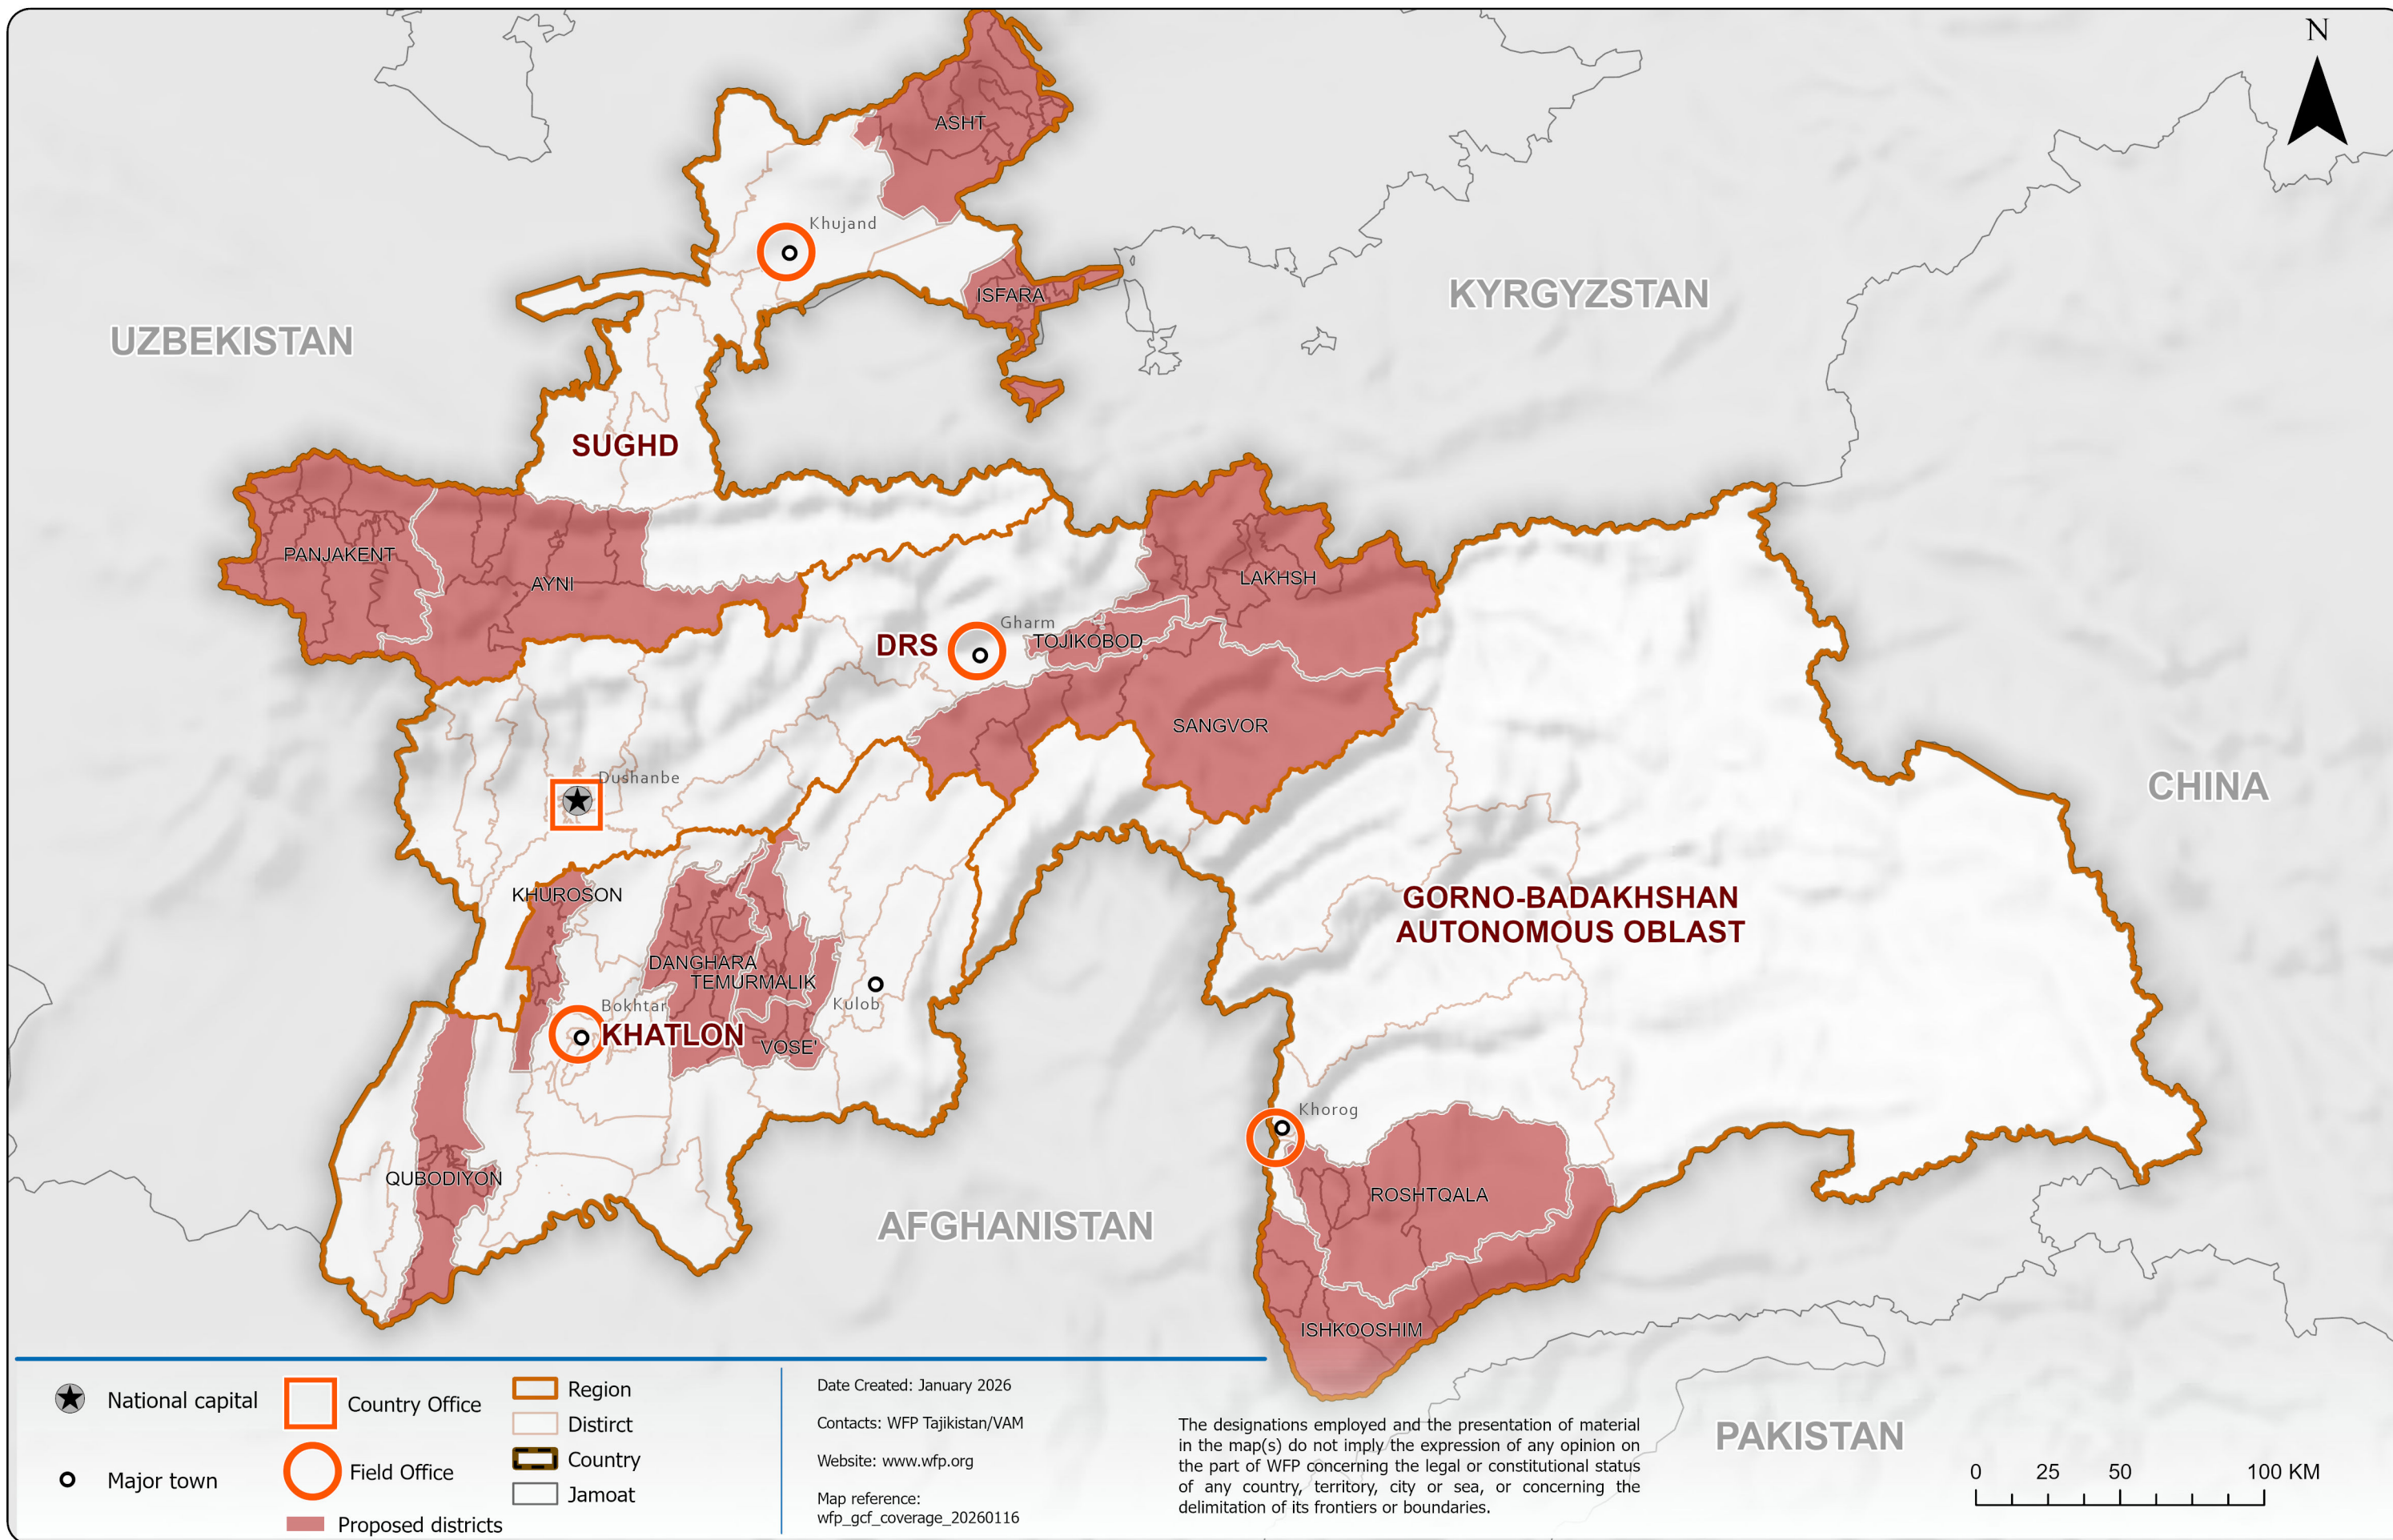 N
ASHT
Khujand
ISFARA
KYRGYZSTAN
UZBEKISTAN
SUGHD
PANJAKENT
AYNI
LAKHSH
Gharm
DRS
TOJIKOBOD
SANGVOR
Dushanbe
CHINA
KHUROSON
GORNO-BADAKHSHAN
AUTONOMOUS OBLAST
DANGHARA
TEMURMALIK
Kulob
Bokhtar
KHATLON
VOSE'
Khorog
QUBODIYON
ROSHTQALA
AFGHANISTAN
ISHKOOSHIM
PAKISTAN
National capital
Major town
Country Office
Field Office
Proposed districts
Region
Distirct
Country
Jamoat
Date Created: January 2026
Contacts: WFP Tajikistan/VAM
Website: www.wfp.org
Map reference:
wfp_gcf_coverage_20260116
The designations employed and the presentation of material
in the map(s) do not imply the expression of any opinion on
the part of WFP concerning the legal or constitutional status
of any country, territory, city or sea, or concerning the
delimitation of its frontiers or boundaries.
0 25 50 100 KM